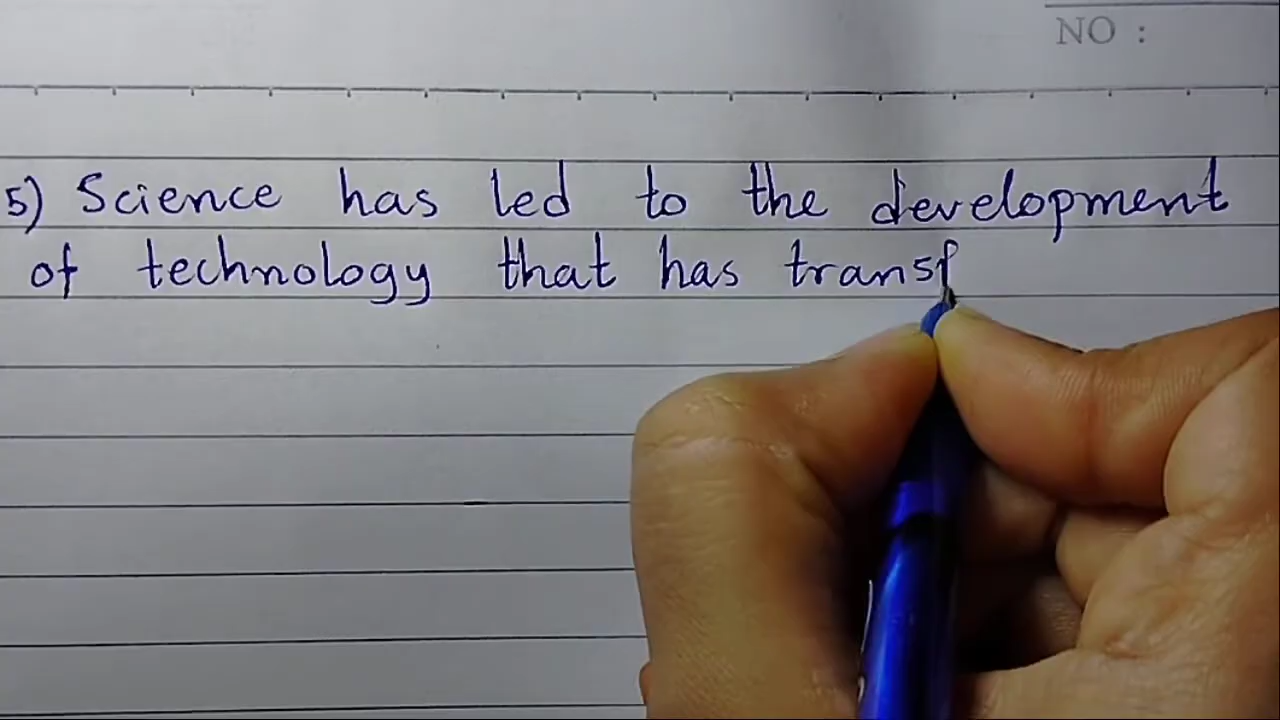 NO :
5) Science has led to the development
of technology that has transf